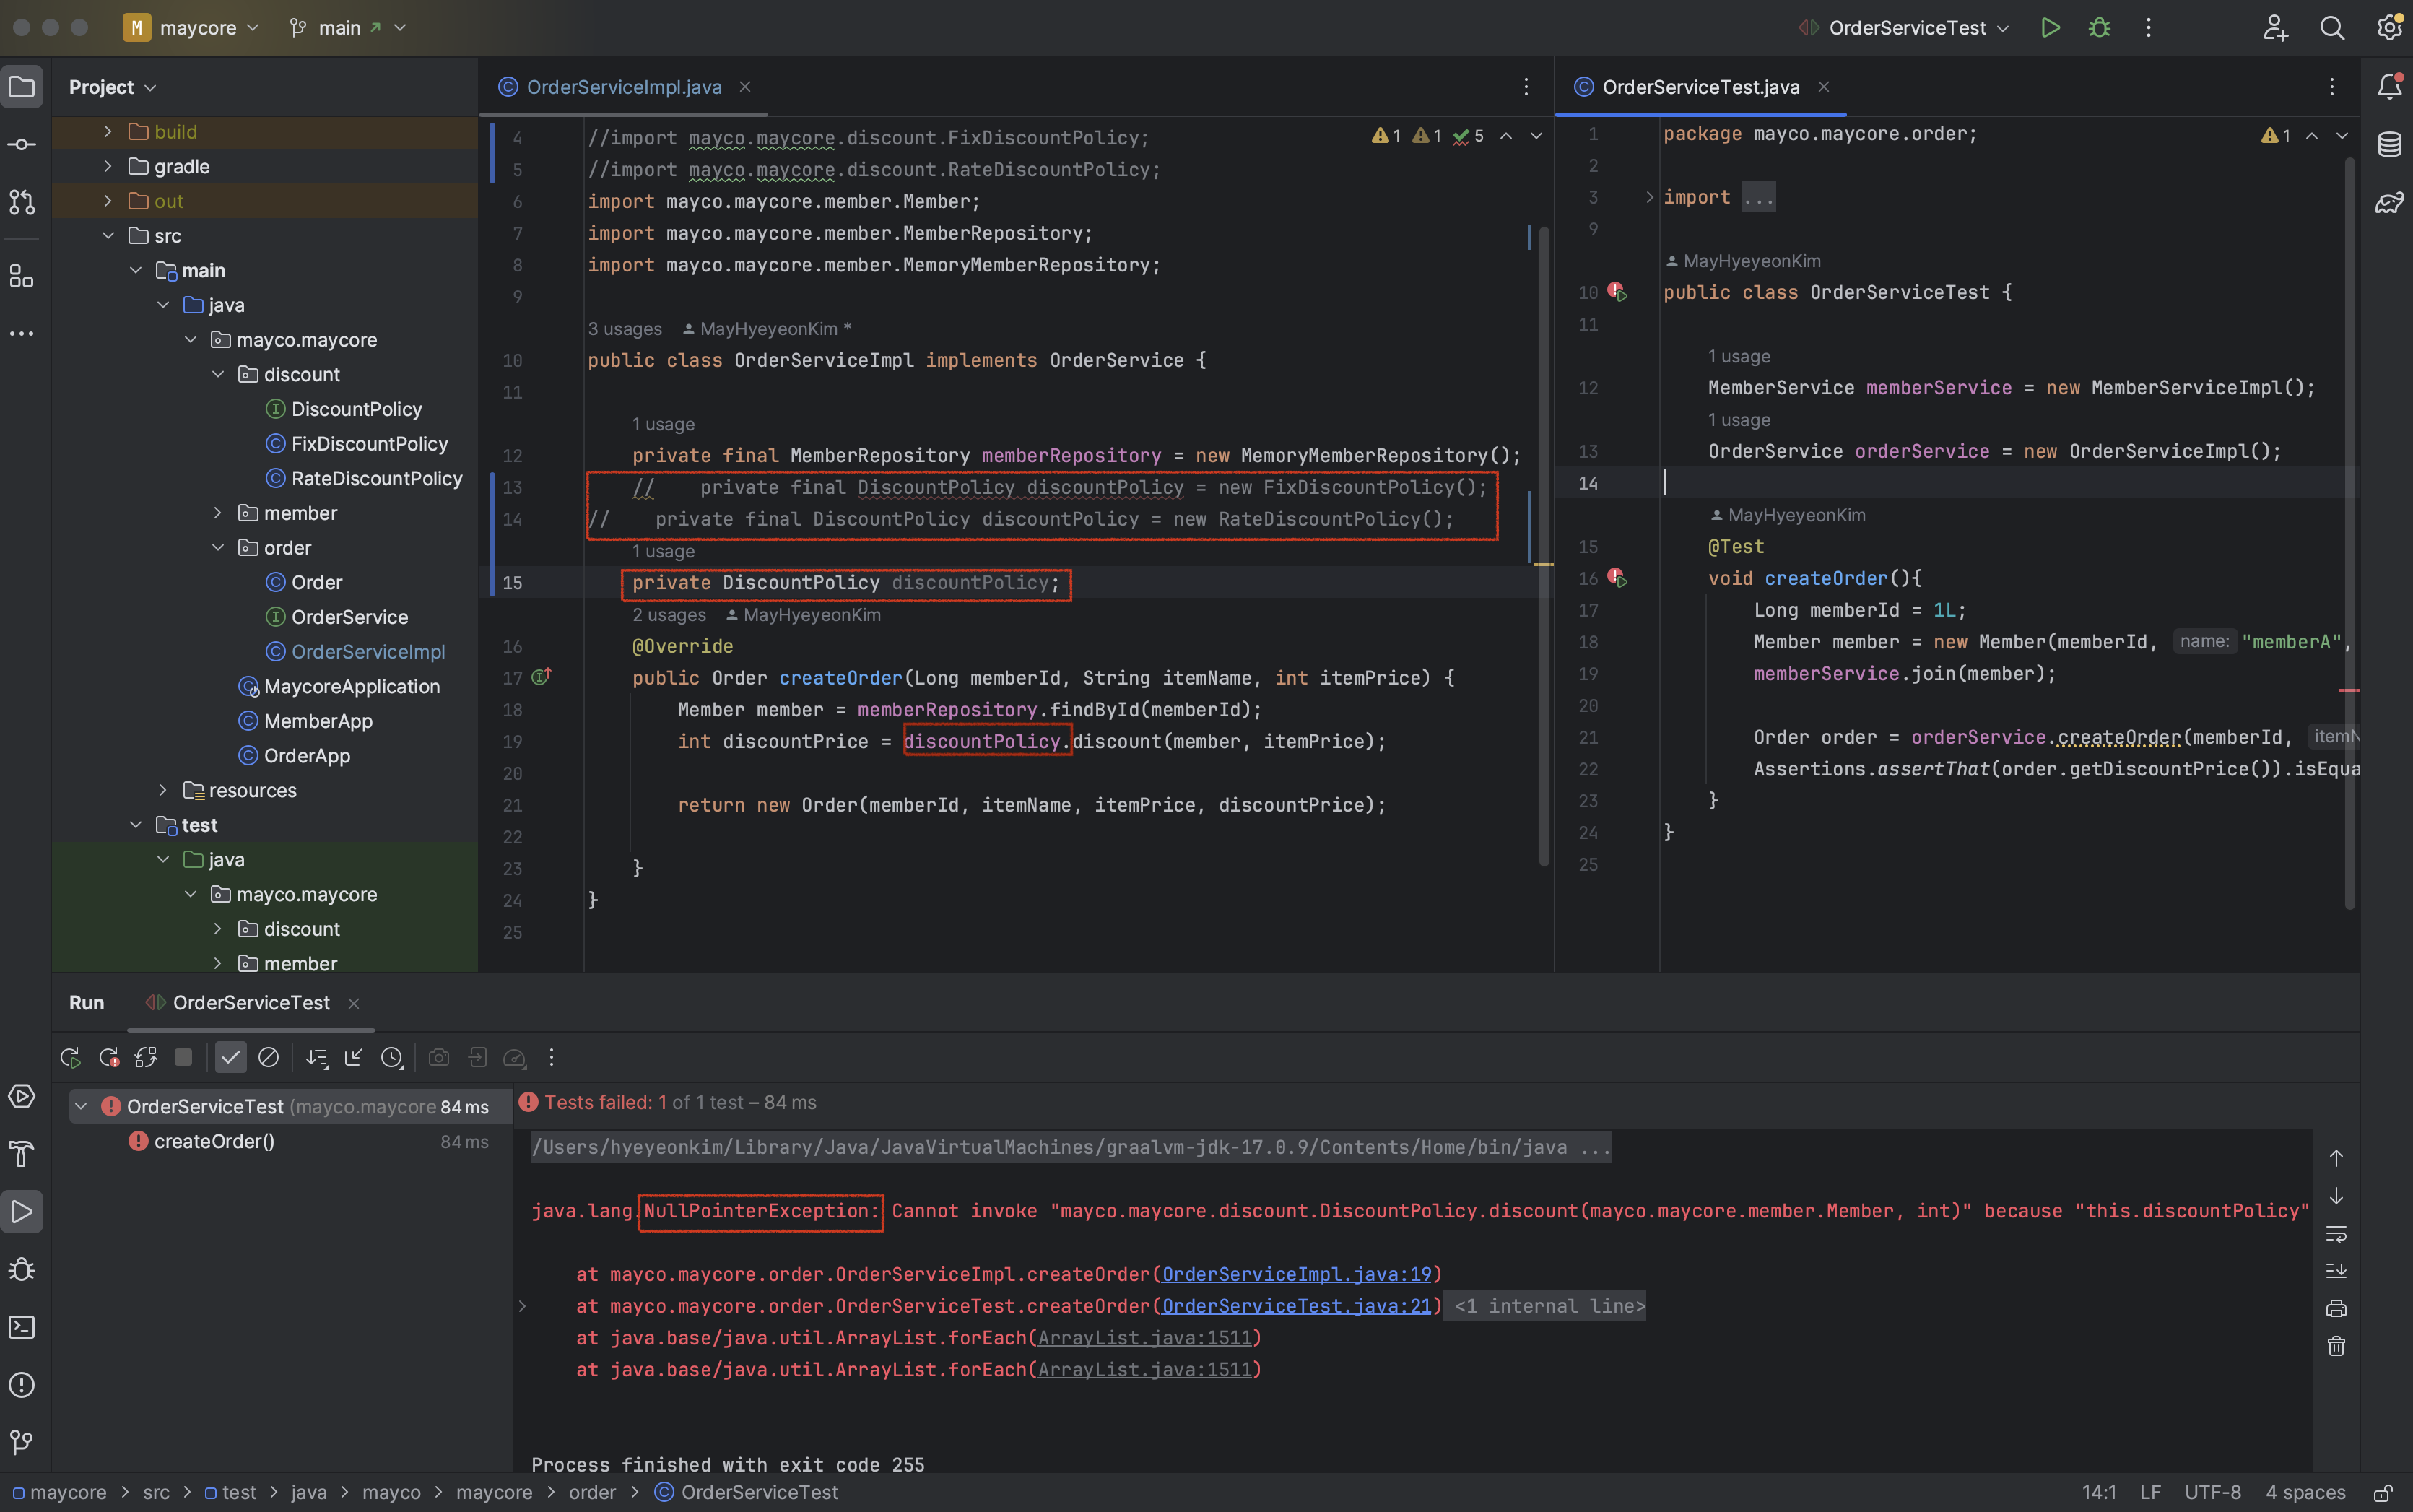 M maycore main OrderServiceTest
Project
build
gradle
out
src
main
java
mayco.maycore
discount
DiscountPolicy
FixDiscountPolicy
RateDiscountPolicy
member
order
Order
OrderService
OrderServiceImpl
MaycoreApplication
MemberApp
OrderApp
resources
test
java
mayco.maycore
discount
member
OrderServiceImpl.java
1 1 5
4 //import mayco.maycore.discount.FixDiscountPolicy;
5 //import mayco.maycore.discount.RateDiscountPolicy;
6 import mayco.maycore.member.Member;
7 import mayco.maycore.member.MemberRepository;
8 import mayco.maycore.member.MemoryMemberRepository;
9
3 usages MayHyeyeonKim *
10 public class OrderServiceImpl implements OrderService {
11
1 usage
12 private final MemberRepository memberRepository = new MemoryMemberRepository();
13 // private final DiscountPolicy discountPolicy = new FixDiscountPolicy();
14 // private final DiscountPolicy discountPolicy = new RateDiscountPolicy();
1 usage
15 private DiscountPolicy discountPolicy;
2 usages MayHyeyeonKim
16 @Override
17 public Order createOrder(Long memberId, String itemName, int itemPrice) {
18 Member member = memberRepository.findById(memberId);
19 int discountPrice = discountPolicy.discount(member, itemPrice);
20
21 return new Order(memberId, itemName, itemPrice, discountPrice);
22
23 }
24 }
25
OrderServiceTest.java
1
1 package mayco.maycore.order;
2
3 import ...
9
MayHyeyeonKim
10 public class OrderServiceTest {
11
1 usage
12 MemberService memberService = new MemberServiceImpl();
1 usage
13 OrderService orderService = new OrderServiceImpl();
14
MayHyeyeonKim
15 @Test
16 void createOrder(){
17 Long memberId = 1L;
18 Member member = new Member(memberId, name: "memberA",
19 memberService.join(member);
20
21 Order order = orderService.createOrder(memberId, itemN
22 Assertions.assertThat(order.getDiscountPrice()).isEqua
23 }
24 }
25
Run OrderServiceTest
OrderServiceTest (mayco.maycore 84 ms
createOrder() 84 ms
Tests failed: 1 of 1 test – 84 ms
/Users/hyeyeonkim/Library/Java/JavaVirtualMachines/graalvm-jdk-17.0.9/Contents/Home/bin/java ...
java.lang.NullPointerException: Cannot invoke "mayco.maycore.discount.DiscountPolicy.discount(mayco.maycore.member.Member, int)" because "this.discountPolicy"
at mayco.maycore.order.OrderServiceImpl.createOrder(OrderServiceImpl.java:19)
at mayco.maycore.order.OrderServiceTest.createOrder(OrderServiceTest.java:21) <1 internal line>
at java.base/java.util.ArrayList.forEach(ArrayList.java:1511)
at java.base/java.util.ArrayList.forEach(ArrayList.java:1511)
Process finished with exit code 255
maycore > src > test > java > mayco > maycore > order > OrderServiceTest
14:1 LF UTF-8 4 spaces